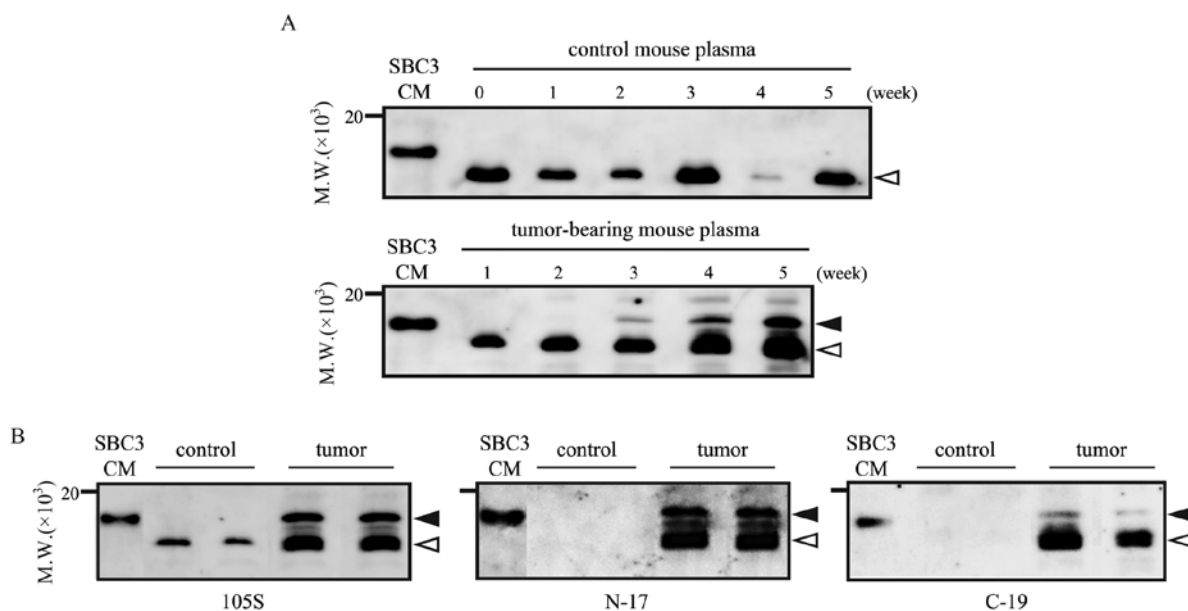 A
control mouse plasma
SBC3
CM
0 1 2 3 4 5 (week)
20
M.W.(×10³)
tumor-bearing mouse plasma
SBC3
CM
1 2 3 4 5 (week)
20
M.W.(×10³)
B
SBC3
CM
control tumor
20
M.W.(×10³)
105S
SBC3
CM
control tumor
N-17
SBC3
CM
control tumor
C-19